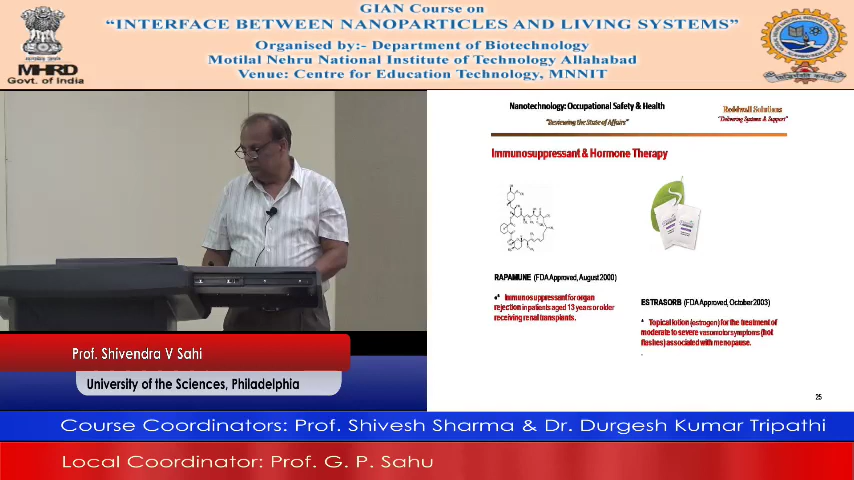 GIAN Course on
“INTERFACE BETWEEN NANOPARTICLES AND LIVING SYSTEMS”
Organised by:- Department of Biotechnology
Motilal Nehru National Institute of Technology Allahabad
Venue: Centre for Education Technology, MNNIT
MHRD
Govt. of India
Nanotechnology: Occupational Safety & Health
"Reviewing the State of Affairs"
Solutions
"Delivering Systems & Support"
Immunosuppressant & Hormone Therapy
RAPAMUNE (FDA Approved, August 2000)
Immunosuppressant for organ
rejection in patients aged 13 years or older
receiving renal transplants.
ESTRASORB (FDA Approved, October 2003)
* Topical lotion (estrogen) for the treatment of
moderate to severe vasomotor symptoms (hot
flashes) associated with menopause.
25
Prof. Shivendra V Sahi
University of the Sciences, Philadelphia
Course Coordinators: Prof. Shivesh Sharma & Dr. Durgesh Kumar Tripathi
Local Coordinator: Prof. G. P. Sahu